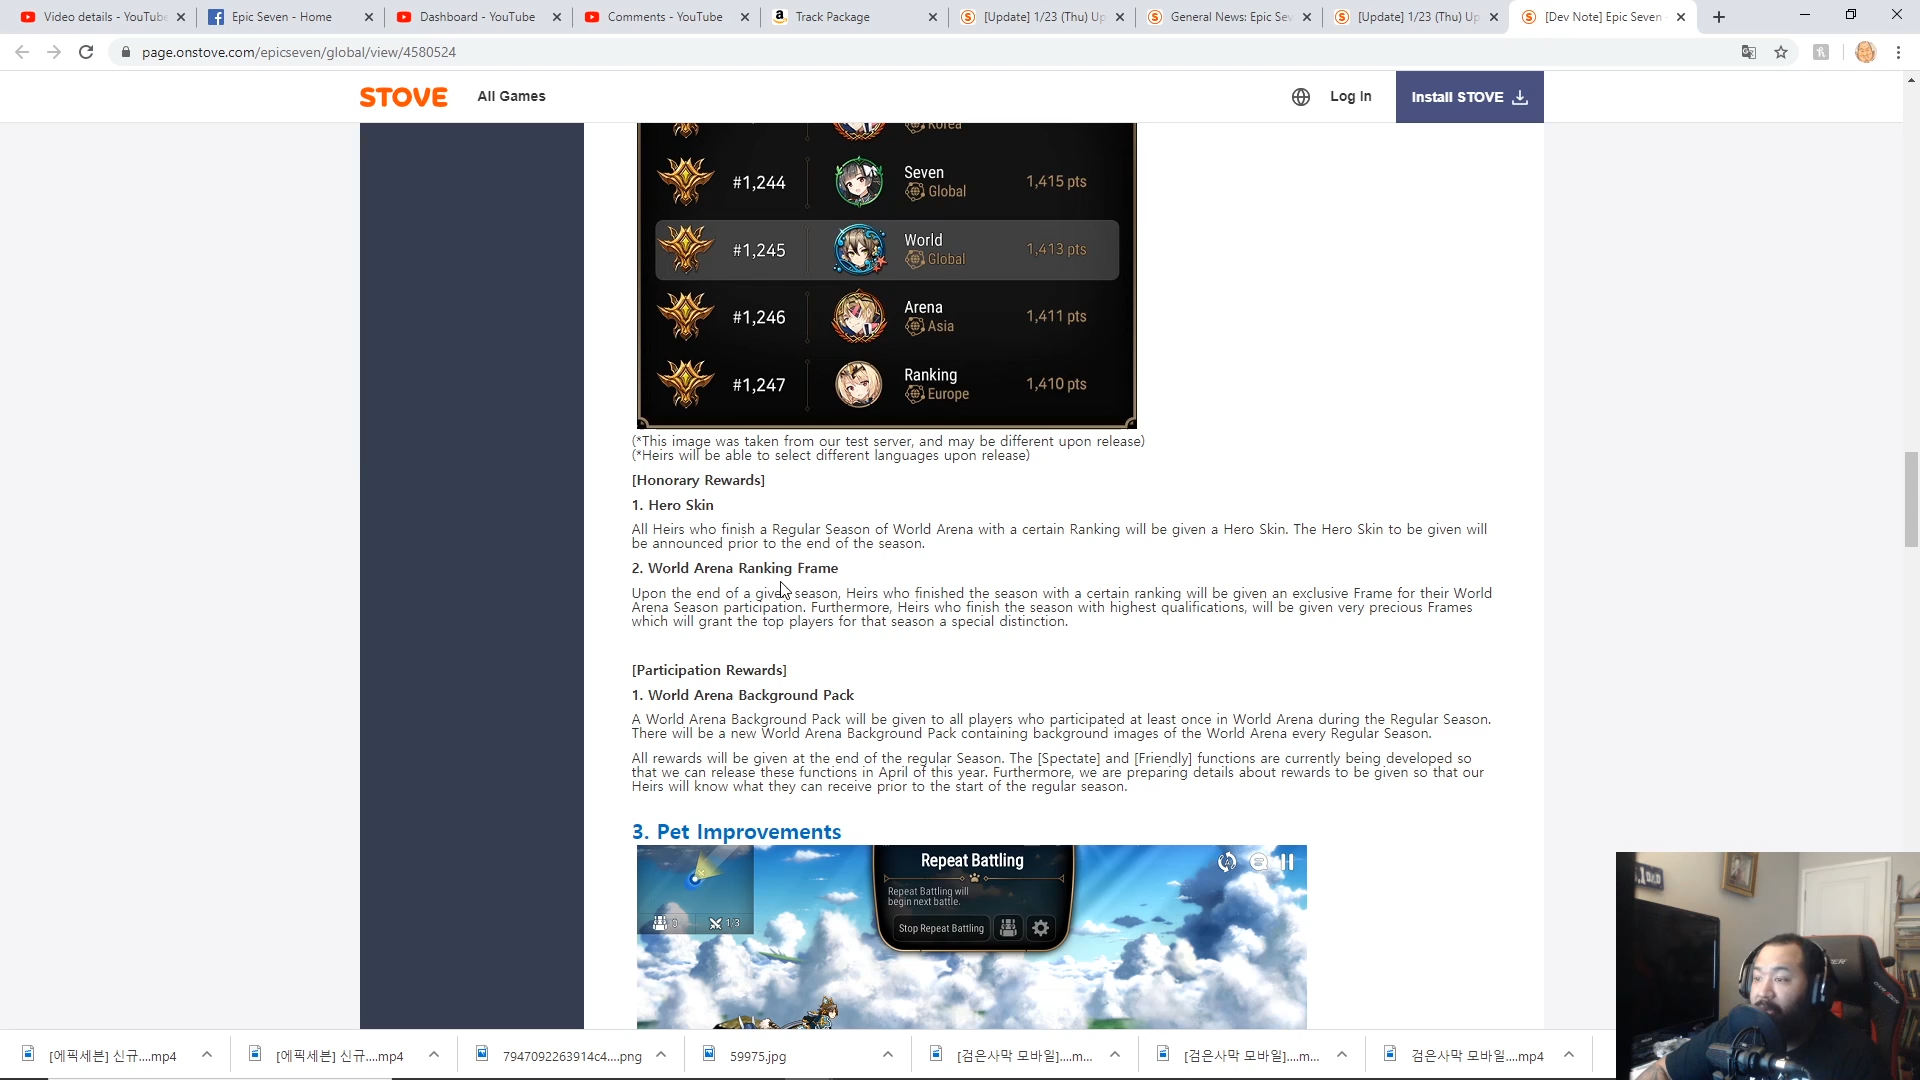 Video details - YouTube
Epic Seven - Home
Dashboard - YouTube
Comments - YouTube
Track Package
[Update] 1/23 (Thu) Up
General News: Epic Sev
[Update] 1/23 (Thu) Up
[Dev Note] Epic Seven
page.onstove.com/epicseven/global/view/4580524
STOVE
All Games
Log In
Install STOVE
Korea
#1,244
Seven
Global
1,415 pts
#1,245
World
Global
1,413 pts
#1,246
Arena
Asia
1,411 pts
#1,247
Ranking
Europe
1,410 pts
(*This image was taken from our test server, and may be different upon release)
(*Heirs will be able to select different languages upon release)
[Honorary Rewards]
1. Hero Skin
All Heirs who finish a Regular Season of World Arena with a certain Ranking will be given a Hero Skin. The Hero Skin to be given will
be announced prior to the end of the season.
2. World Arena Ranking Frame
Upon the end of a given season, Heirs who finished the season with a certain ranking will be given an exclusive Frame for their World
Arena Season participation. Furthermore, Heirs who finish the season with highest qualifications, will be given very precious Frames
which will grant the top players for that season a special distinction.
[Participation Rewards]
1. World Arena Background Pack
A World Arena Background Pack will be given to all players who participated at least once in World Arena during the Regular Season.
There will be a new World Arena Background Pack containing background images of the World Arena every Regular Season.
All rewards will be given at the end of the regular Season. The [Spectate] and [Friendly] functions are currently being developed so
that we can release these functions in April of this year. Furthermore, we are preparing details about rewards to be given so that our
Heirs will know what they can receive prior to the start of the regular season.
3. Pet Improvements
Repeat Battling
Repeat Battling will
begin next battle.
Stop Repeat Battling
0
1/3
[에픽세븐] 신규....mp4
[에픽세븐] 신규....mp4
7947092263914c4....png
59975.jpg
[검은사막 모바일]....m...
[검은사막 모바일]....m...
검은사막 모바일....mp4